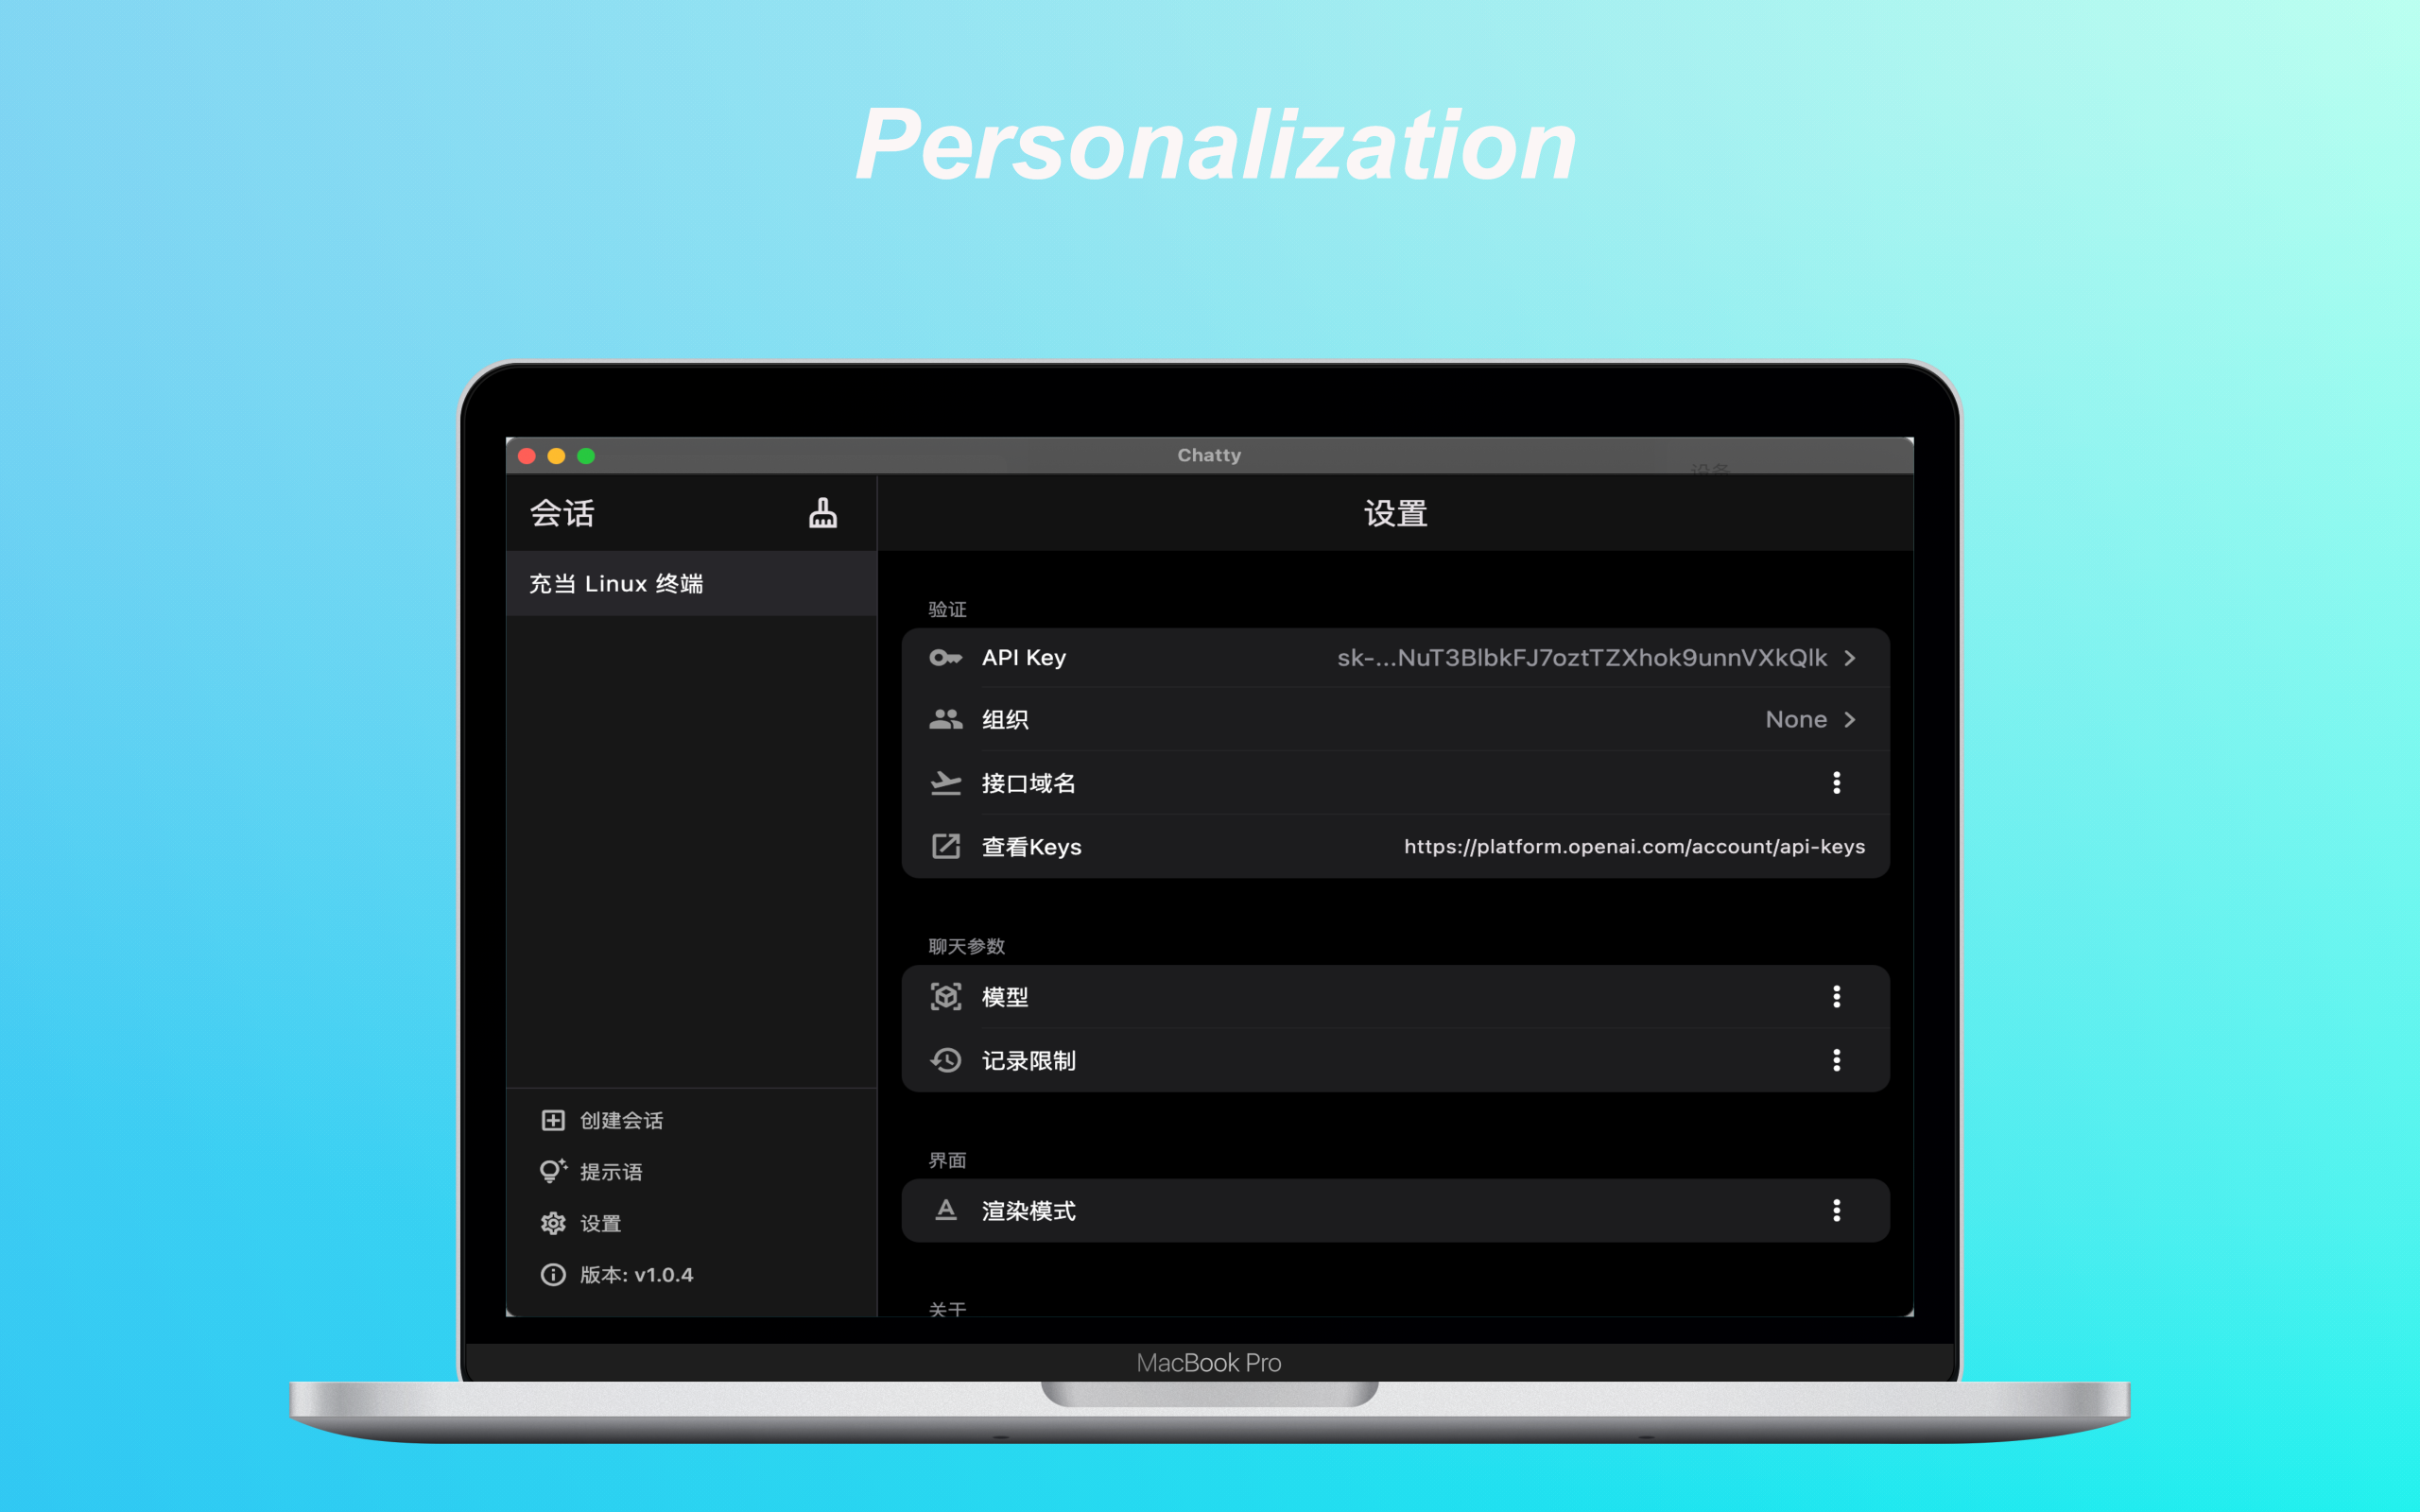 Personalization
Chatty
设备
会话
设置
充当 Linux 终端
验证
API Key
sk-...NuT3BlbkFJ7oztTZXhok9unnVXkQlk
组织
None
接口域名
查看Keys
https://platform.openai.com/account/api-keys
聊天参数
模型
记录限制
界面
渲染模式
关于
创建会话
提示语
设置
版本: v1.0.4
MacBook Pro